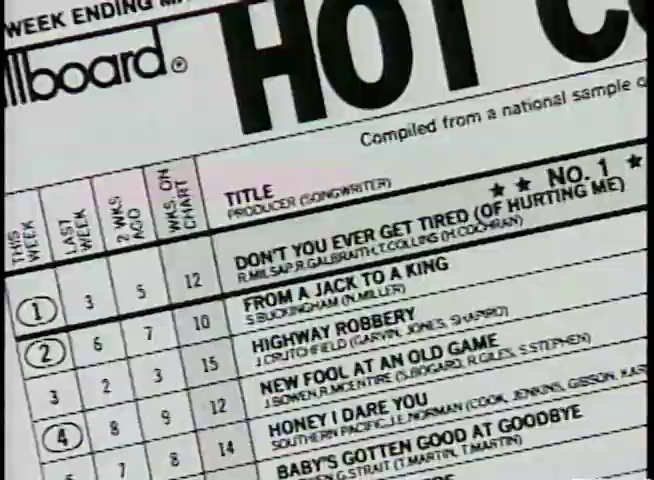 WEEK ENDING
llboard®
HOT
Compiled from a national sample
THIS WEEK
LAST WEEK
2 WKS AGO
WKS. ON CHART
TITLE
PRODUCER (SONGWRITER)
★ ★ NO. 1 ★
1 3 5 12 DON'T YOU EVER GET TIRED (OF HURTING ME)
R.MILSAP,R.GALBRAITH,T.COLLINS (H.COCHRAN)
2 6 7 10 FROM A JACK TO A KING
S.BUCKINGHAM (N.MILLER)
3 2 3 15 HIGHWAY ROBBERY
J.CRUTCHFIELD (GARVIN, JONES, SHAPIRO)
4 8 9 12 NEW FOOL AT AN OLD GAME
J.BOWEN,R.MCENTIRE (S.BOGARD, R.GILES, S.STEPHEN)
7 8 14 HONEY I DARE YOU
SOUTHERN PACIFIC,J.E.NORMAN (COOK, JENKINS, GIBSON,
BABY'S GOTTEN GOOD AT GOODBYE
G.STRAIT (T.MARTIN, T.MARTIN)